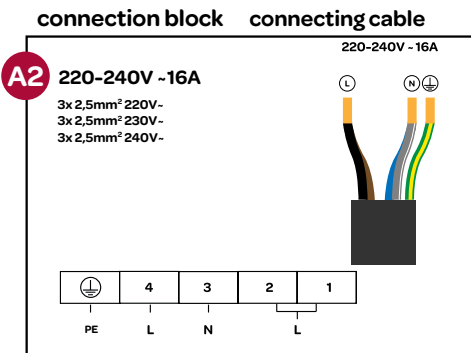 connection block connecting cable
220-240V ~ 16A
A2 220-240V ~16A
3x 2,5mm² 220V~
3x 2,5mm² 230V~
3x 2,5mm² 240V~
L N
4 3 2 1
PE L N L